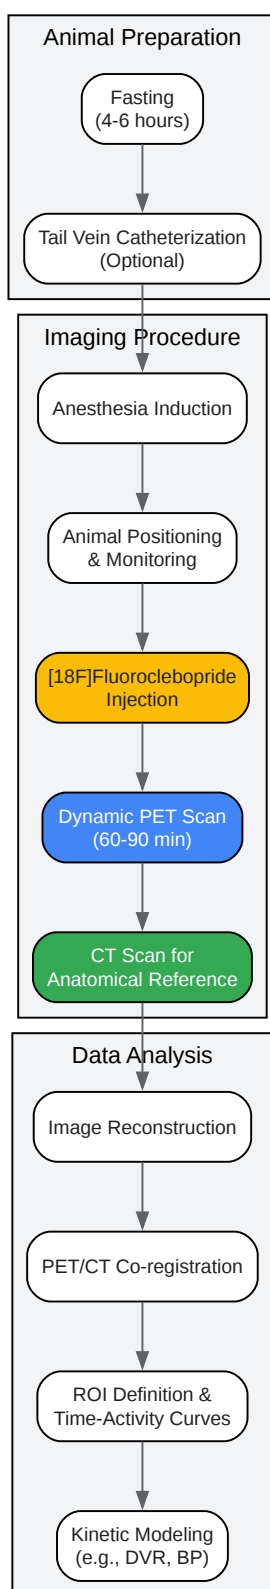 Animal Preparation
Fasting
(4-6 hours)
Tail Vein Catheterization
(Optional)
Imaging Procedure
Anesthesia Induction
Animal Positioning
& Monitoring
[18F]Fluoroclebopride
Injection
Dynamic PET Scan
(60-90 min)
CT Scan for
Anatomical Reference
Data Analysis
Image Reconstruction
PET/CT Co-registration
ROI Definition &
Time-Activity Curves
Kinetic Modeling
(e.g., DVR, BP)